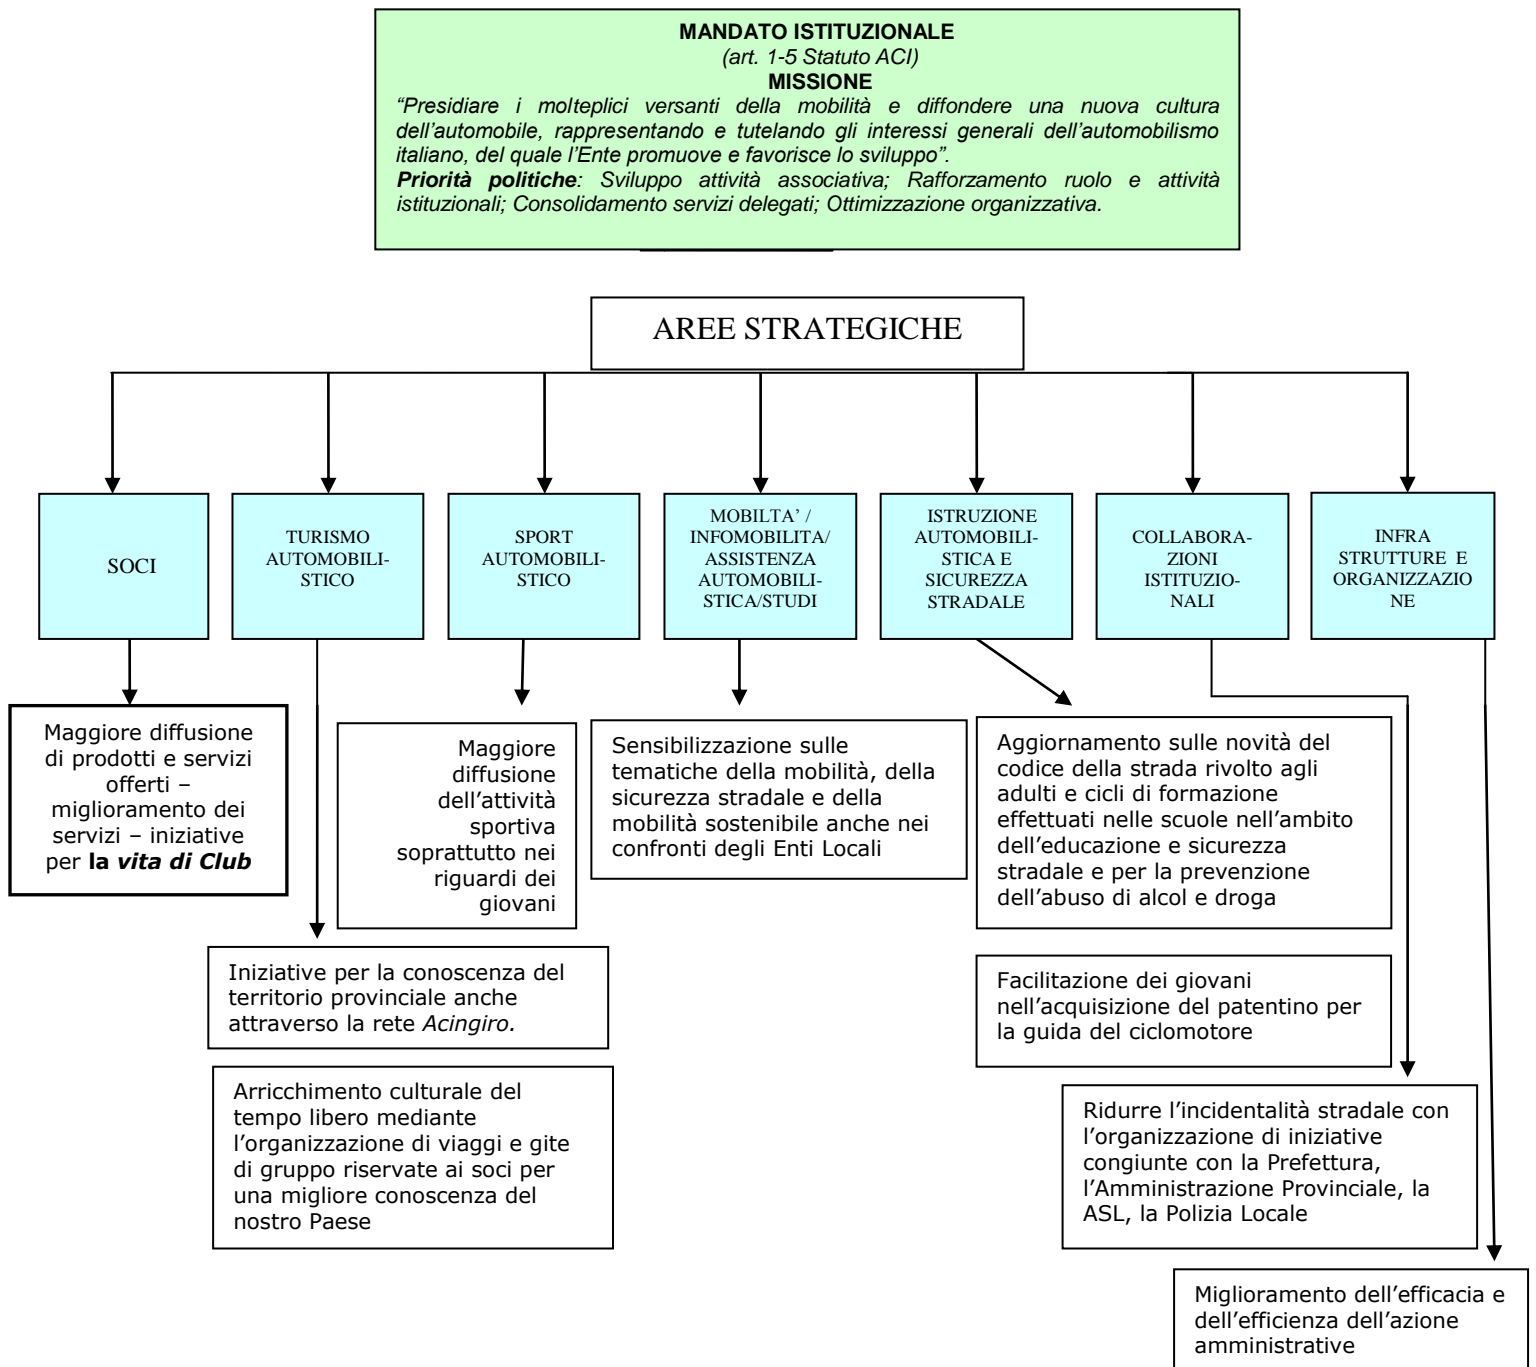 MANDATO ISTITUZIONALE
(art. 1-5 Statuto ACI)
MISSIONE
“Presidiare i molteplici versanti della mobilità e diffondere una nuova cultura
dell’automobile, rappresentando e tutelando gli interessi generali dell’automobilismo
italiano, del quale l’Ente promuove e favorisce lo sviluppo”.
Priorità politiche: Sviluppo attività associativa; Rafforzamento ruolo e attività
istituzionali; Consolidamento servizi delegati; Ottimizzazione organizzativa.
AREE STRATEGICHE
SOCI
TURISMO
AUTOMOBILI-
STICO
SPORT
AUTOMOBILI-
STICO
MOBILTA’ /
INFOMOBILITA/
ASSISTENZA
AUTOMOBILI-
STICA/STUDI
ISTRUZIONE
AUTOMOBILI-
STICA E
SICUREZZA
STRADALE
COLLABORA-
ZIONI
ISTITUZIO-
NALI
INFRA
STRUTTURE E
ORGANIZZAZIO
NE
Maggiore diffusione
di prodotti e servizi
offerti –
miglioramento dei
servizi – iniziative
per la vita di Club
Maggiore
diffusione
dell’attività
sportiva
soprattutto nei
riguardi dei
giovani
Sensibilizzazione sulle
tematiche della mobilità, della
sicurezza stradale e della
mobilità sostenibile anche nei
confronti degli Enti Locali
Aggiornamento sulle novità del
codice della strada rivolto agli
adulti e cicli di formazione
effettuati nelle scuole nell’ambito
dell’educazione e sicurezza
stradale e per la prevenzione
dell’abuso di alcol e droga
Iniziative per la conoscenza del
territorio provinciale anche
attraverso la rete Acingiro.
Facilitazione dei giovani
nell’acquisizione del patentino per
la guida del ciclomotore
Arricchimento culturale del
tempo libero mediante
l’organizzazione di viaggi e gite
di gruppo riservate ai soci per
una migliore conoscenza del
nostro Paese
Ridurre l’incidentalità stradale con
l’organizzazione di iniziative
congiunte con la Prefettura,
l’Amministrazione Provinciale, la
ASL, la Polizia Locale
Miglioramento dell’efficacia e
dell’efficienza dell’azione
amministrative